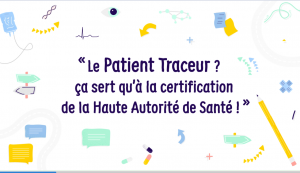 « Le Patient Traceur ?
ça sert qu'à la certification
de la Haute Autorité de Santé ! »